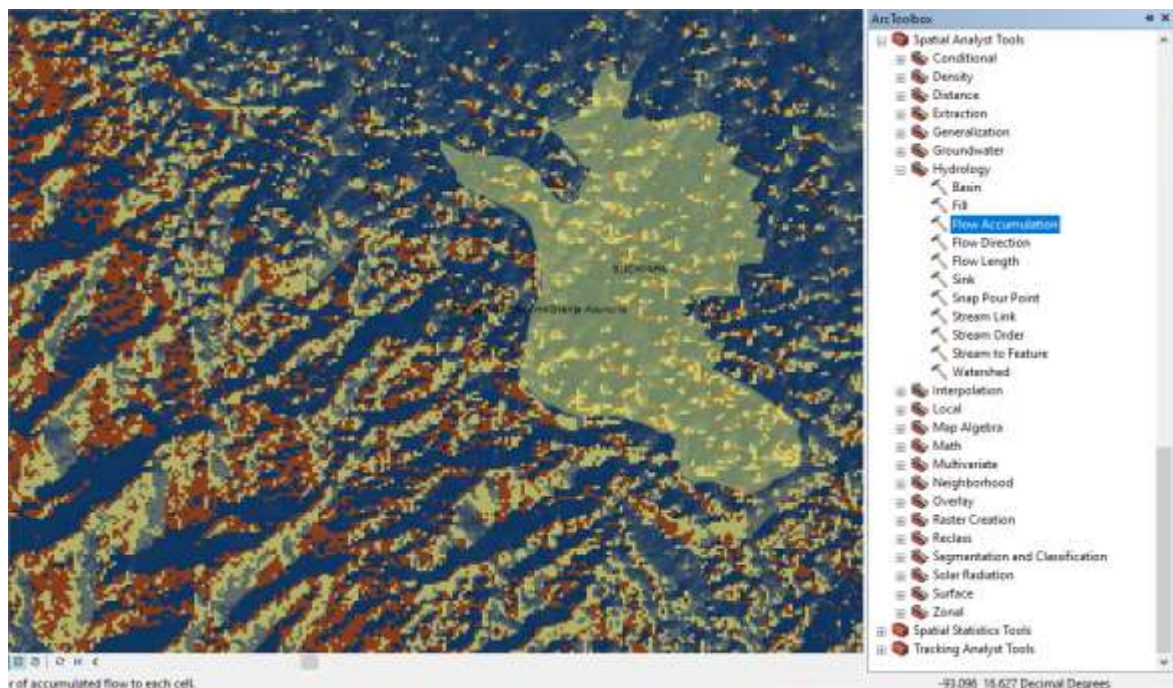 ArcToolbox
Spatial Analyst Tools
Conditional
Density
Distance
Extraction
Generalization
Groundwater
Hydrology
Basin
Fill
Flow Accumulation
Flow Direction
Flow Length
Sink
Snap Pour Point
Stream Link
Stream Order
Stream to Feature
Watershed
Interpolation
Local
Map Algebra
Math
Multivariate
Neighborhood
Overlay
Raster Creation
Reclass
Segmentation and Classification
Solar Radiation
Surface
Zonal
Spatial Statistics Tools
Tracking Analyst Tools
SUCHIAPA
r of accumulated flow to each cell.
-93.096 16.627 Decimal Degrees